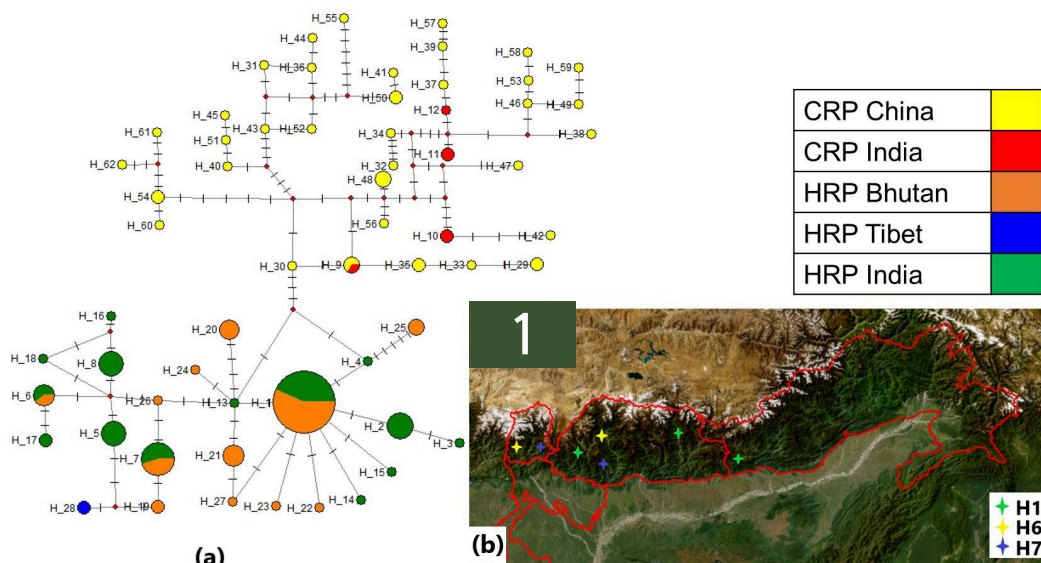 H_55
H_57
H_44
H_39
H_58
H_31
H_36
H_41
H_59
H_37
H_53
H_50
H_12
H_46
H_49
H_45
H_43
H_52
H_34
H_38
H_61
H_51
H_11
H_62
H_40
H_32
H_47
H_48
H_54
H_60
H_56
H_10
H_42
H_30
H_9
H_35
H_33
H_29
H_16
H_20
H_25
H_18
H_8
H_24
H_4
H_6
H_26
H_13
H_1
H_17
H_5
H_2
H_3
H_7
H_21
H_15
H_28
H_19
H_27
H_23
H_22
H_14
(a)
CRP China
CRP India
HRP Bhutan
HRP Tibet
HRP India
1
H1
H6
H7
(b)